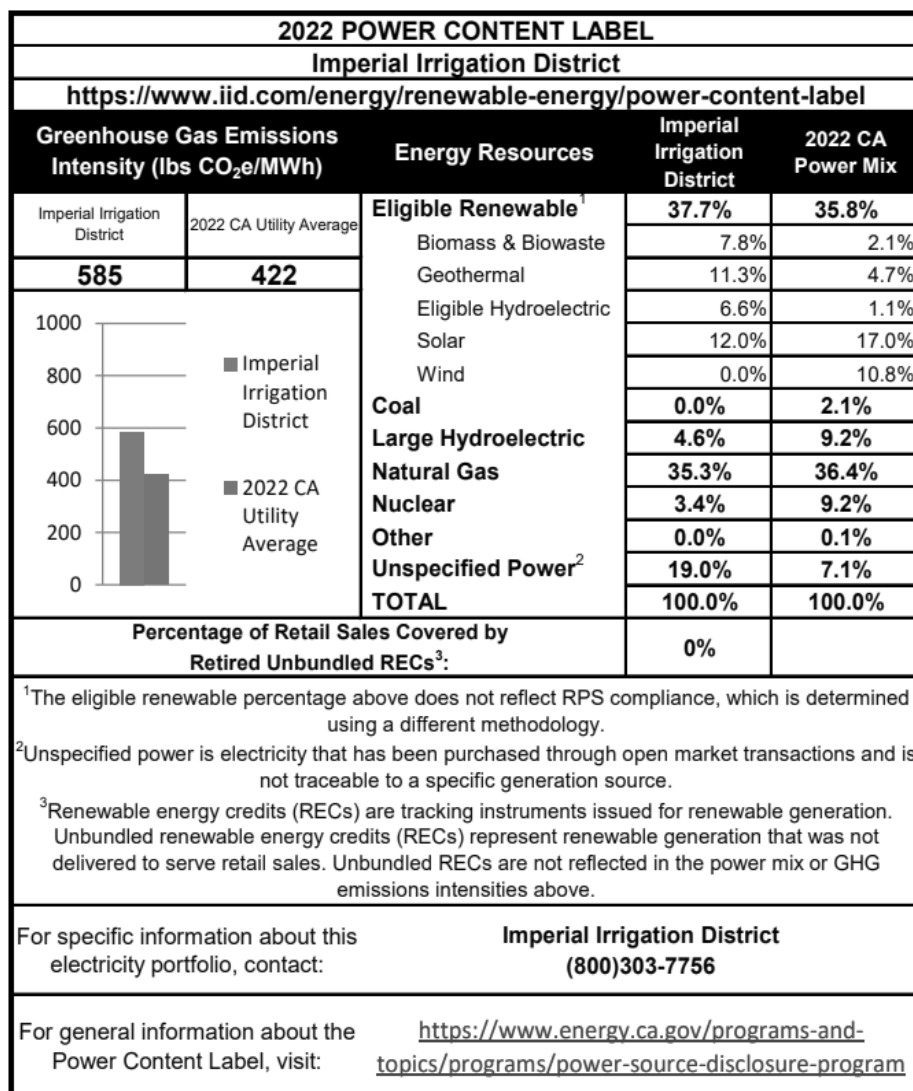 2022 POWER CONTENT LABEL
Imperial Irrigation District
https://www.iid.com/energy/renewable-energy/power-content-label
Greenhouse Gas Emissions
Intensity (lbs CO₂e/MWh)
Energy Resources
Imperial
Irrigation
District
2022 CA
Power Mix
Imperial Irrigation
District
2022 CA Utility Average
585
422
1000
800
600
400
200
0
Imperial
Irrigation
District
2022 CA
Utility
Average
Eligible Renewable¹ 37.7% 35.8%
Biomass & Biowaste 7.8% 2.1%
Geothermal 11.3% 4.7%
Eligible Hydroelectric 6.6% 1.1%
Solar 12.0% 17.0%
Wind 0.0% 10.8%
Coal 0.0% 2.1%
Large Hydroelectric 4.6% 9.2%
Natural Gas 35.3% 36.4%
Nuclear 3.4% 9.2%
Other 0.0% 0.1%
Unspecified Power² 19.0% 7.1%
TOTAL 100.0% 100.0%
Percentage of Retail Sales Covered by
Retired Unbundled RECs³:
0%
¹The eligible renewable percentage above does not reflect RPS compliance, which is determined
using a different methodology.
²Unspecified power is electricity that has been purchased through open market transactions and is
not traceable to a specific generation source.
³Renewable energy credits (RECs) are tracking instruments issued for renewable generation.
Unbundled renewable energy credits (RECs) represent renewable generation that was not
delivered to serve retail sales. Unbundled RECs are not reflected in the power mix or GHG
emissions intensities above.
For specific information about this
electricity portfolio, contact:
Imperial Irrigation District
(800)303-7756
For general information about the
Power Content Label, visit:
https://www.energy.ca.gov/programs-and-
topics/programs/power-source-disclosure-program